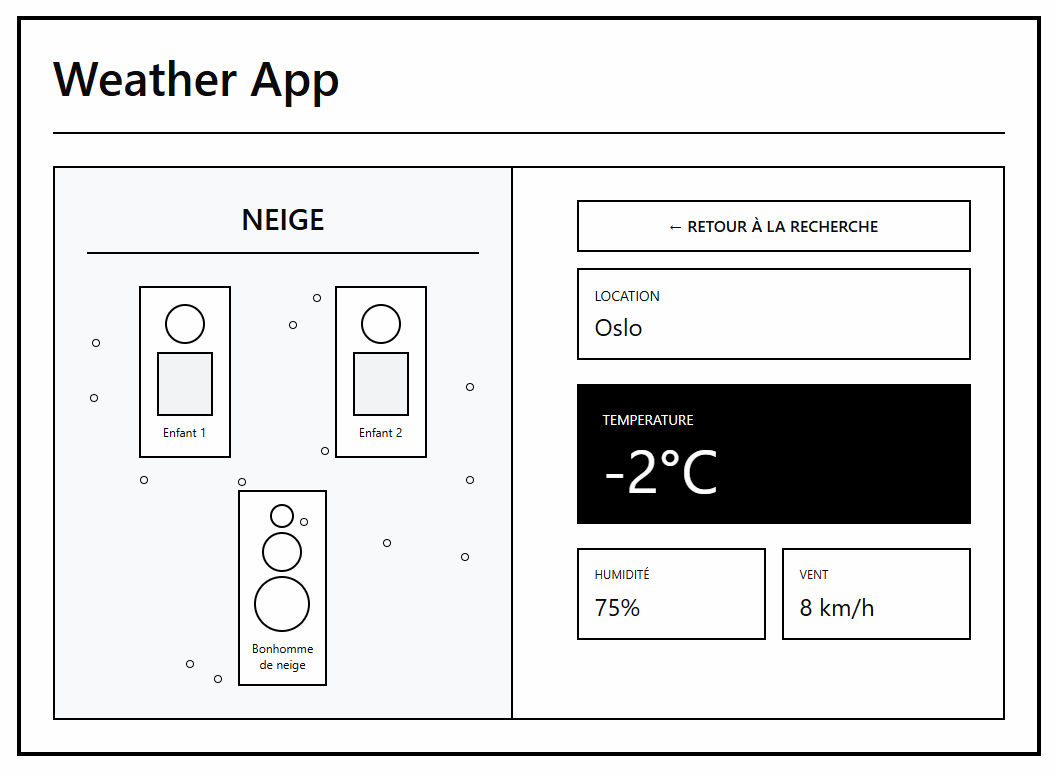 Weather App
NEIGE
Enfant 1
Enfant 2
Bonhomme
de neige
← RETOUR À LA RECHERCHE
LOCATION
Oslo
TEMPERATURE
-2°C
HUMIDITÉ
75%
VENT
8 km/h